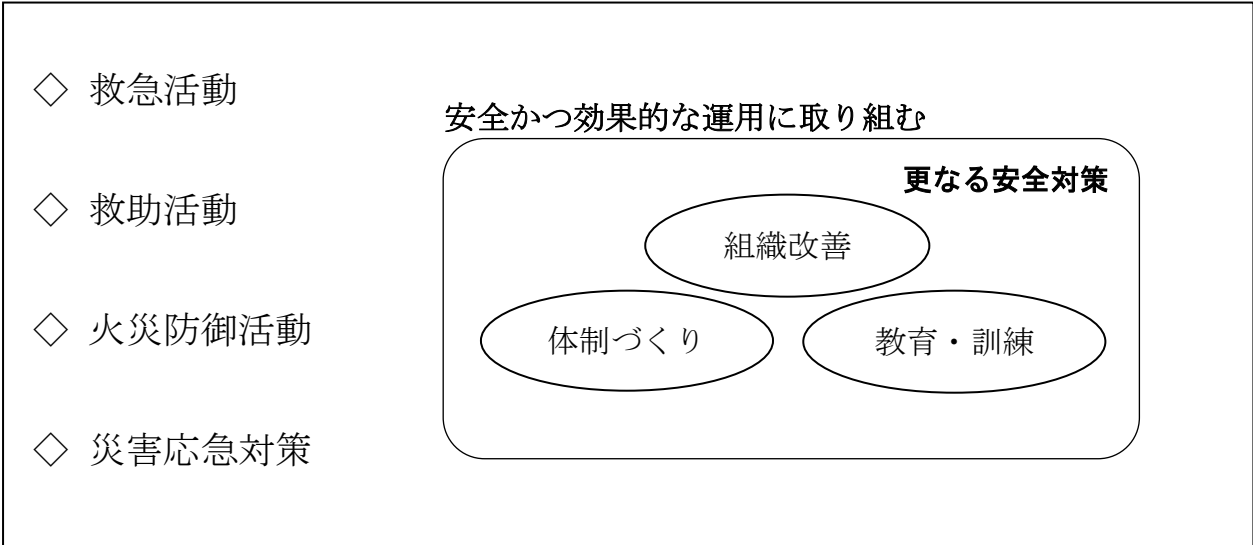 ◇ 救急活動
◇ 救助活動
◇ 火災防御活動
◇ 災害応急対策
安全かつ効果的な運用に取り組む
更なる安全対策
組織改善
体制づくり
教育・訓練